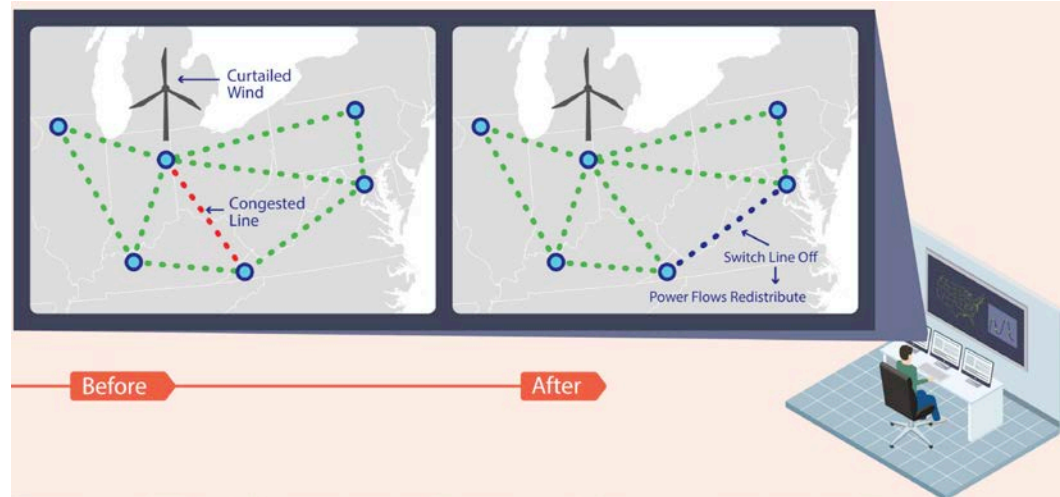 Curtailed
Wind
Congested
Line
Switch Line Off
Power Flows Redistribute
Before
After